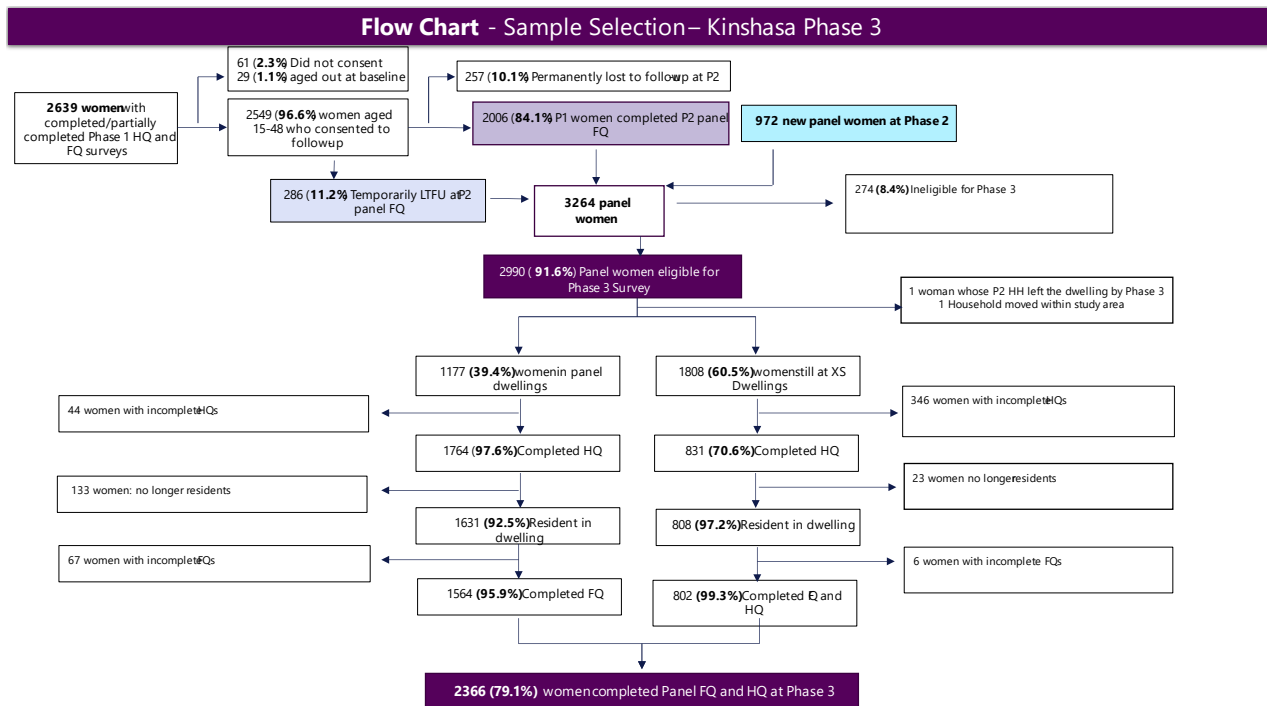 Flow Chart - Sample Selection – Kinshasa Phase 3
61 (2.3%) Did not consent
29 (1.1%) aged out at baseline
257 (10.1%) Permanently lost to follow-up at P2
2639 women with
completed/partially
completed Phase 1 HQ and
FQ surveys
2549 (96.6%) women aged
15-48 who consented to
follow-up
2006 (84.1%) P1 women completed P2 panel
FQ
972 new panel women at Phase 2
286 (11.2%) Temporarily LTFU at P2
panel FQ
3264 panel
women
274 (8.4%) Ineligible for Phase 3
2990 ( 91.6%) Panel women eligible for
Phase 3 Survey
1 woman whose P2 HH left the dwelling by Phase 3
1 Household moved within study area
1177 (39.4%) women in panel
dwellings
1808 (60.5%) women still at XS
Dwellings
44 women with incomplete HQs
346 women with incomplete HQs
1764 (97.6%) Completed HQ
831 (70.6%) Completed HQ
133 women: no longer residents
23 women no longer residents
1631 (92.5%) Resident in
dwelling
808 (97.2%) Resident in dwelling
67 women with incomplete FQs
6 women with incomplete FQs
1564 (95.9%) Completed FQ
802 (99.3%) Completed FQ and
HQ
2366 (79.1%) women completed Panel FQ and HQ at Phase 3